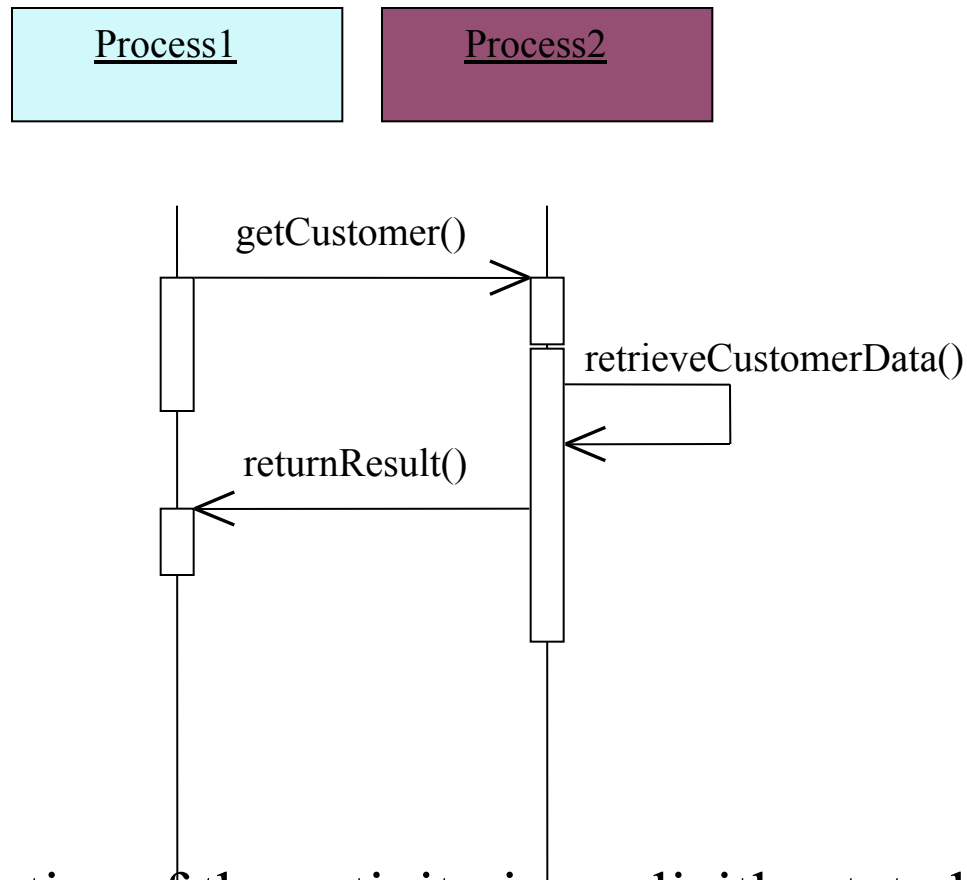 Process1
Process2
getCustomer()
retrieveCustomerData()
returnResult()